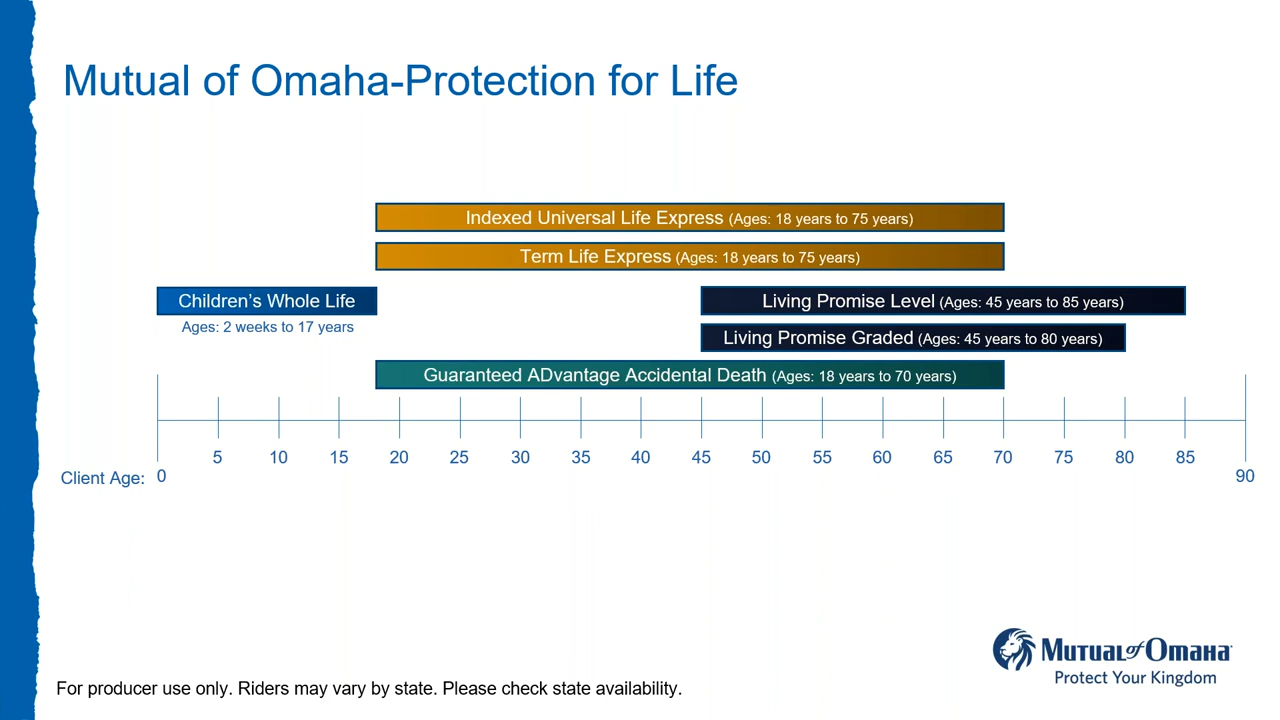 Mutual of Omaha-Protection for Life
Indexed Universal Life Express (Ages: 18 years to 75 years)
Term Life Express (Ages: 18 years to 75 years)
Children’s Whole Life
Ages: 2 weeks to 17 years
Living Promise Level (Ages: 45 years to 85 years)
Living Promise Graded (Ages: 45 years to 80 years)
Guaranteed ADvantage Accidental Death (Ages: 18 years to 70 years)
5 10 15 20 25 30 35 40 45 50 55 60 65 70 75 80 85
Client Age: 0 90
Mutual of Omaha
Protect Your Kingdom
For producer use only. Riders may vary by state. Please check state availability.